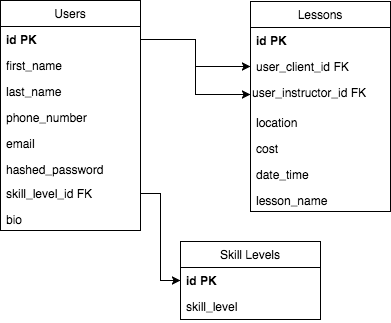 Users
id PK
first_name
last_name
phone_number
email
hashed_password
skill_level_id FK
bio
Lessons
id PK
user_client_id FK
user_instructor_id FK
location
cost
date_time
lesson_name
Skill Levels
id PK
skill_level